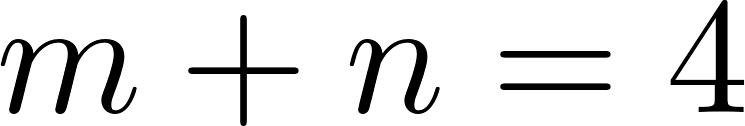 m + n = 4